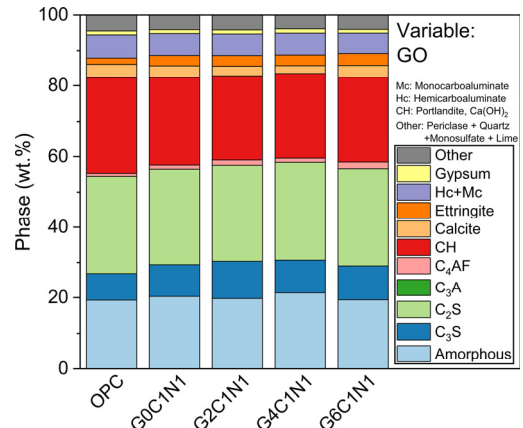 Phase (wt.%)
100
80
60
40
20
0
OPC
G0C1N1
G2C1N1
G4C1N1
G6C1N1
Variable:
GO
Mc: Monocarboaluminate
Hc: Hemicarboaluminate
CH: Portlandite, Ca(OH)₂
Other: Periclase + Quartz
+Monosulfate + Lime
Other
Gypsum
Hc+Mc
Ettringite
Calcite
CH
C₄AF
C₃A
C₂S
C₃S
Amorphous